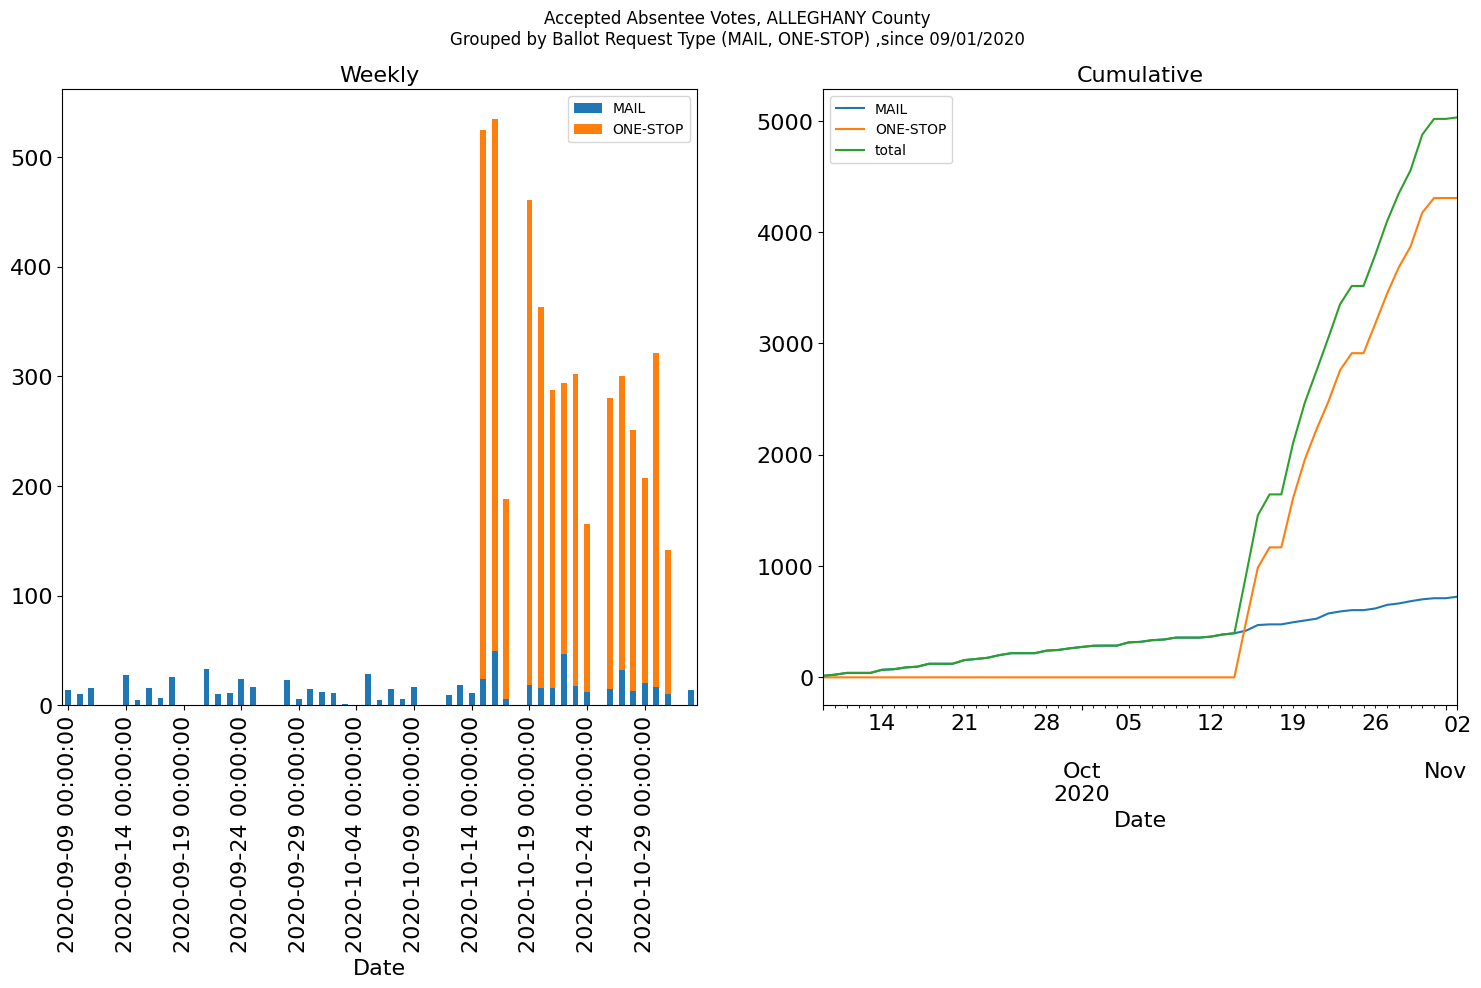 Accepted Absentee Votes, ALLEGHANY County
Grouped by Ballot Request Type (MAIL, ONE-STOP) ,since 09/01/2020
Weekly
MAIL
ONE-STOP
500
400
300
200
100
0
2020-09-09 00:00:00
2020-09-14 00:00:00
2020-09-19 00:00:00
2020-09-24 00:00:00
2020-09-29 00:00:00
2020-10-04 00:00:00
2020-10-09 00:00:00
2020-10-14 00:00:00
2020-10-19 00:00:00
2020-10-24 00:00:00
2020-10-29 00:00:00
Date
Cumulative
MAIL
ONE-STOP
total
5000
4000
3000
2000
1000
0
14 21 28 05 12 19 26 02
Oct Nov
2020
Date